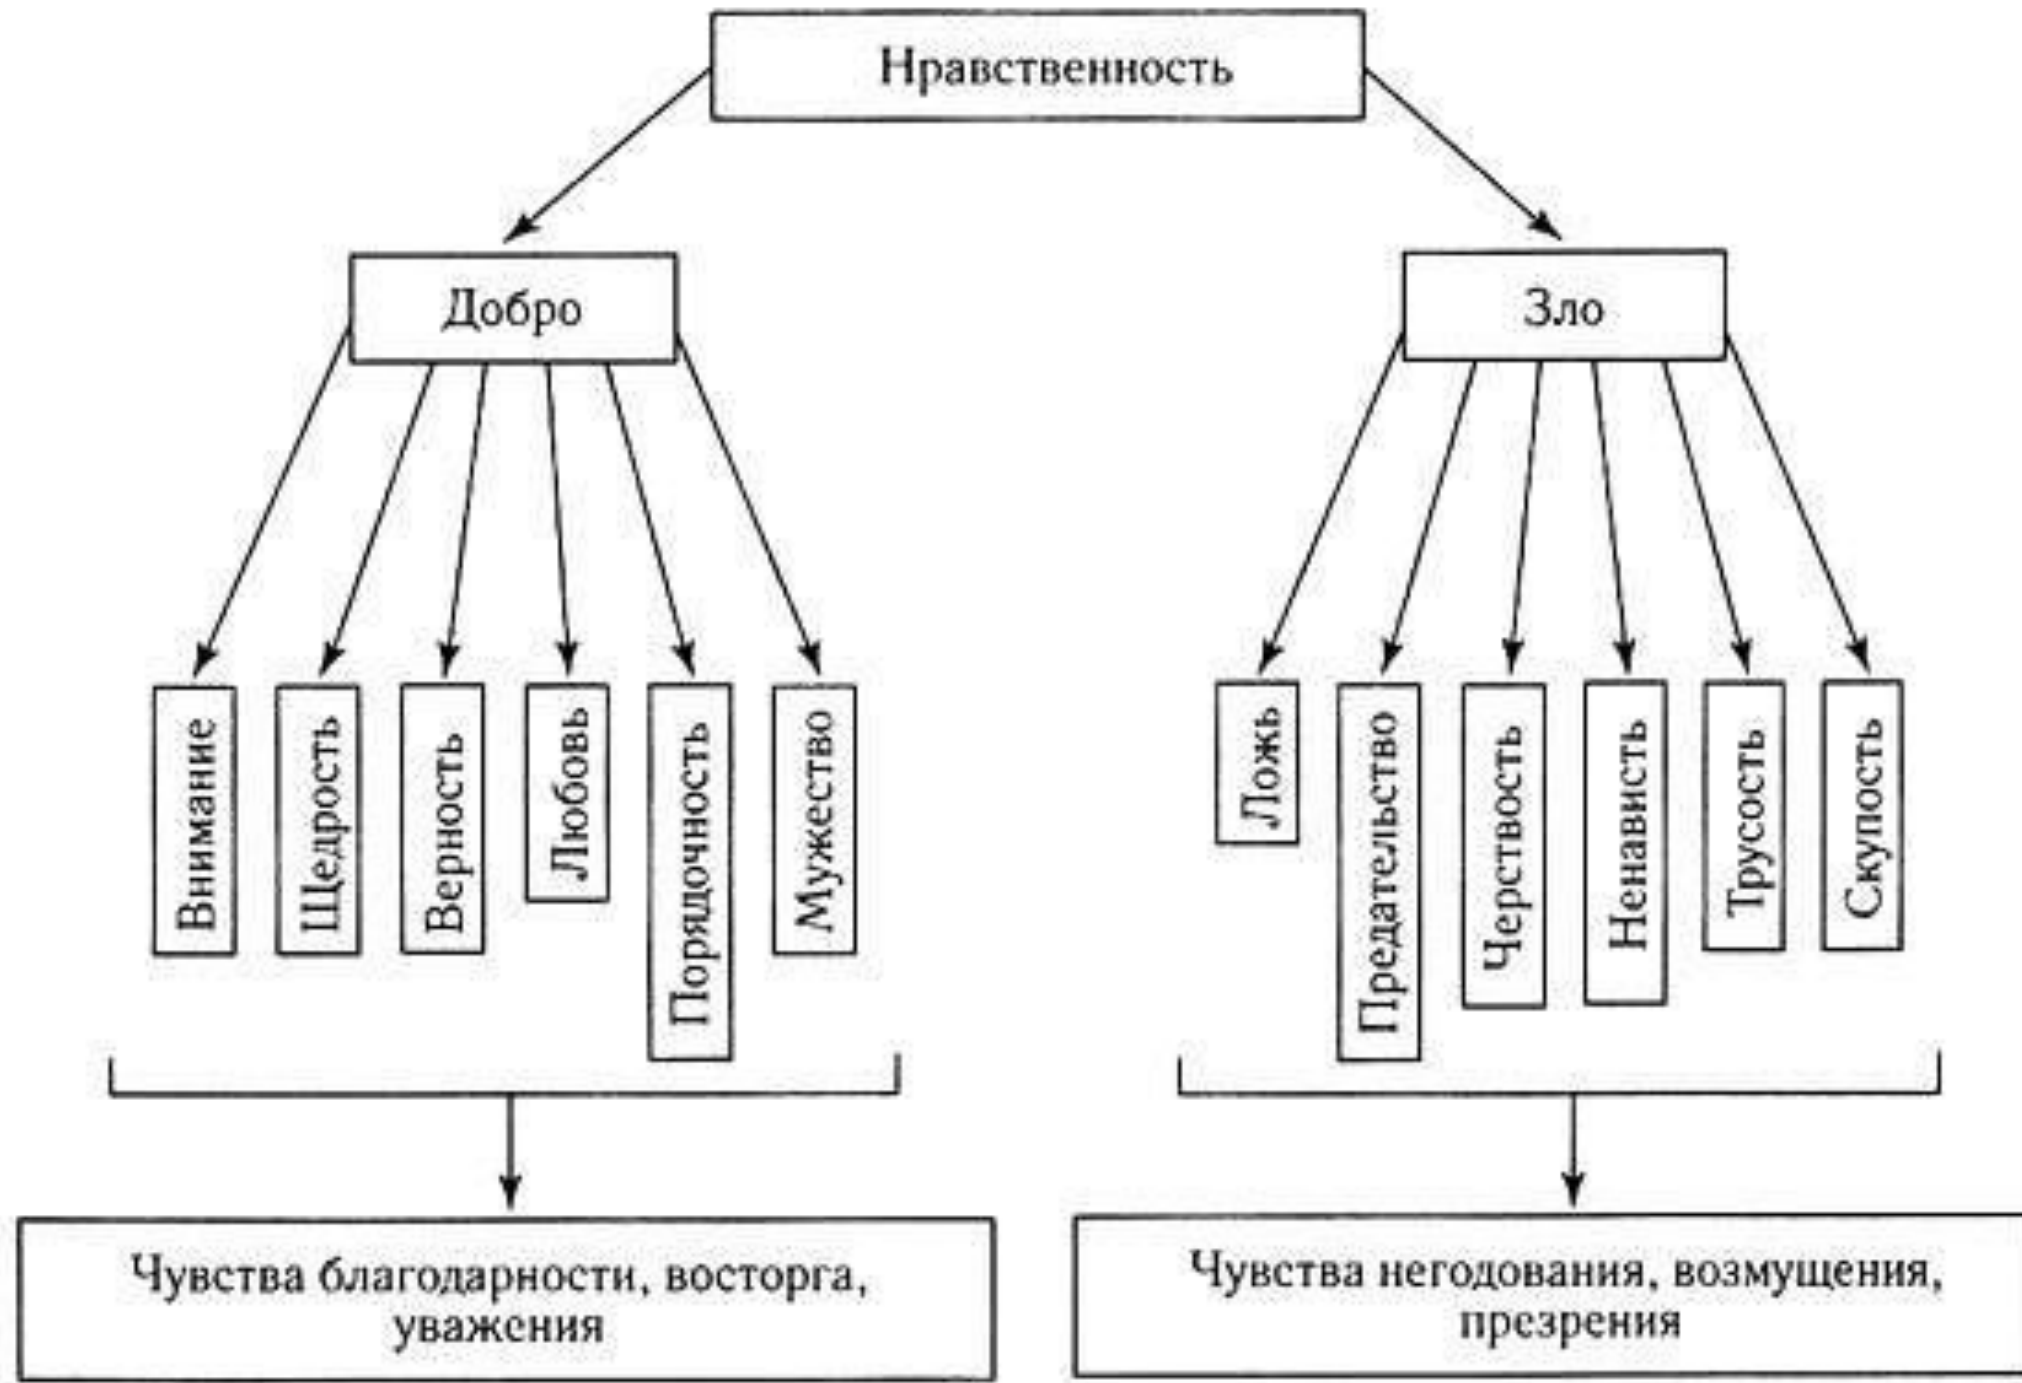 Нравственность
Добро
Зло
Внимание
Щедрость
Верность
Любовь
Порядочность
Мужество
Ложь
Предательство
Черствость
Ненависть
Трусость
Скупость
Чувства благодарности, восторга,
уважения
Чувства негодования, возмущения,
презрения